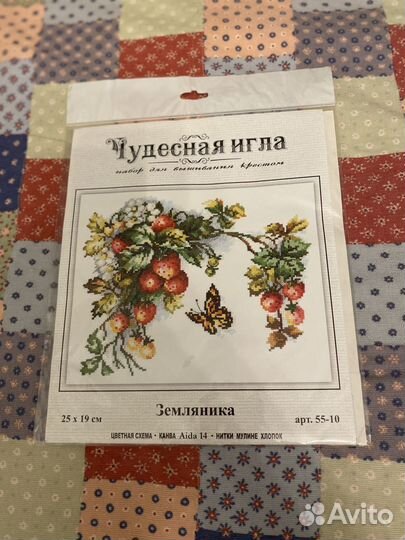 Чудесная игла
набор для вышивания крестом
Земляника
25 х 19 см
арт. 55-10
ЦВЕТНАЯ СХЕМА • КАНВА Aida 14 • НИТКИ МУЛИНЕ ХЛОПОК
Avito